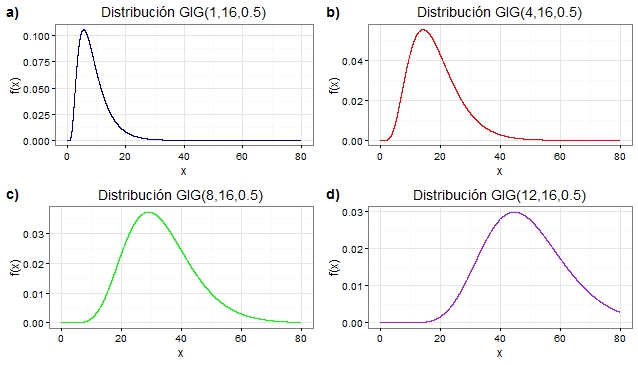 a) Distribución GIG(1,16,0.5)
f(x)
0.100
0.075
0.050
0.025
0.000
0 20 40 60 80
x
b) Distribución GIG(4,16,0.5)
f(x)
0.04
0.02
0.00
0 20 40 60 80
x
c) Distribución GIG(8,16,0.5)
f(x)
0.03
0.02
0.01
0.00
0 20 40 60 80
x
d) Distribución GIG(12,16,0.5)
f(x)
0.03
0.02
0.01
0.00
0 20 40 60 80
x